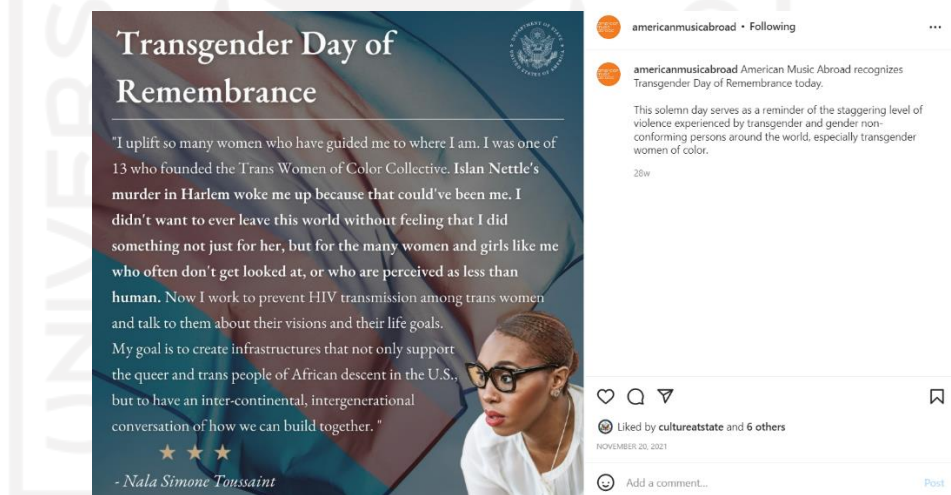 Transgender Day of
Remembrance
"I uplift so many women who have guided me to where I am. I was one of
13 who founded the Trans Women of Color Collective. Islan Nettle's
murder in Harlem woke me up because that could've been me. I
didn't want to ever leave this world without feeling that I did
something not just for her, but for the many women and girls like me
who often don't get looked at, or who are perceived as less than
human. Now I work to prevent HIV transmission among trans women
and talk to them about their visions and their life goals.
My goal is to create infrastructures that not only support
the queer and trans people of African descent in the U.S.,
but to have an inter-continental, intergenerational
conversation of how we can build together. "
- Nala Simone Toussaint
americanmusicabroad • Following
americanmusicabroad American Music Abroad recognizes
Transgender Day of Remembrance today.
This solemn day serves as a reminder of the staggering level of
violence experienced by transgender and gender non-
conforming persons around the world, especially transgender
women of color.
28w
Liked by cultureatstate and 6 others
NOVEMBER 20, 2021
Add a comment...
Post